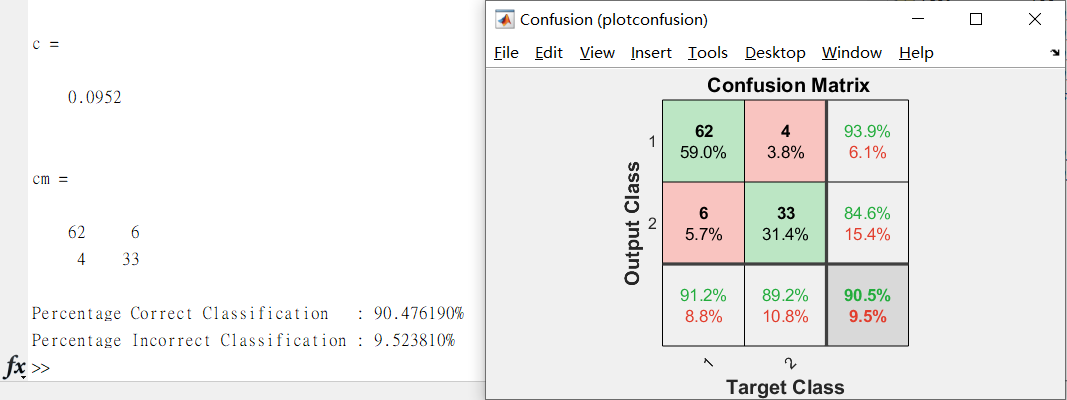 c =
0.0952
cm =
62 6
4 33
Percentage Correct Classification : 90.476190%
Percentage Incorrect Classification : 9.523810%
fx >>
Confusion (plotconfusion)
File Edit View Insert Tools Desktop Window Help
Confusion Matrix
Output Class
1
62 4 93.9%
59.0% 3.8% 6.1%
2
6 33 84.6%
5.7% 31.4% 15.4%
91.2% 89.2% 90.5%
8.8% 10.8% 9.5%
1 2
Target Class